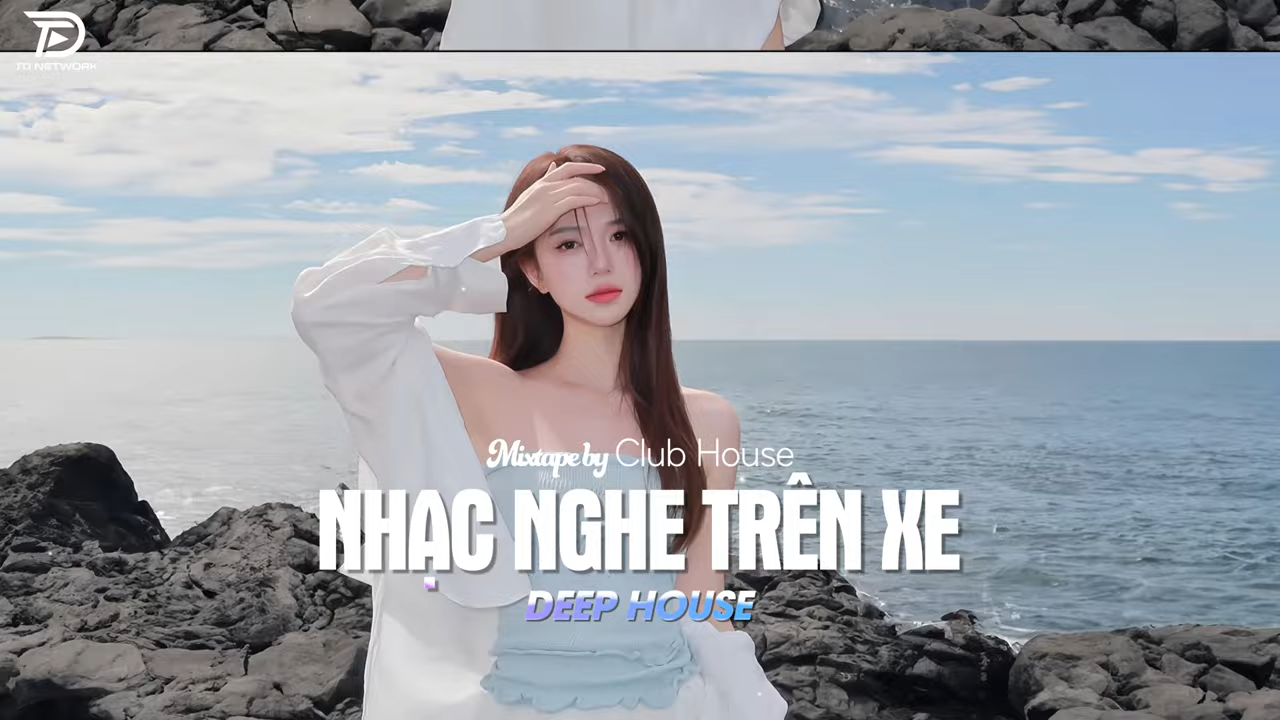 TD NETWORK
Mixtape by Club House
NHẠC NGHE TRÊN XE
DEEP HOUSE